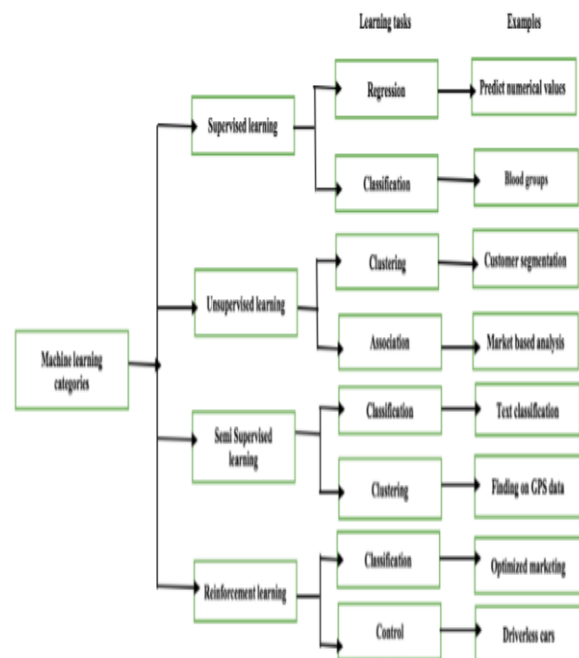 Learning tasks
Examples
Regression
Predict numerical values
Supervised learning
Classification
Blood groups
Clustering
Customer segmentation
Unsupervised learning
Association
Market based analysis
Machine learning
categories
Classification
Text classification
Semi Supervised
learning
Clustering
Finding on GPS data
Classification
Optimized marketing
Reinforcement learning
Control
Driverless cars